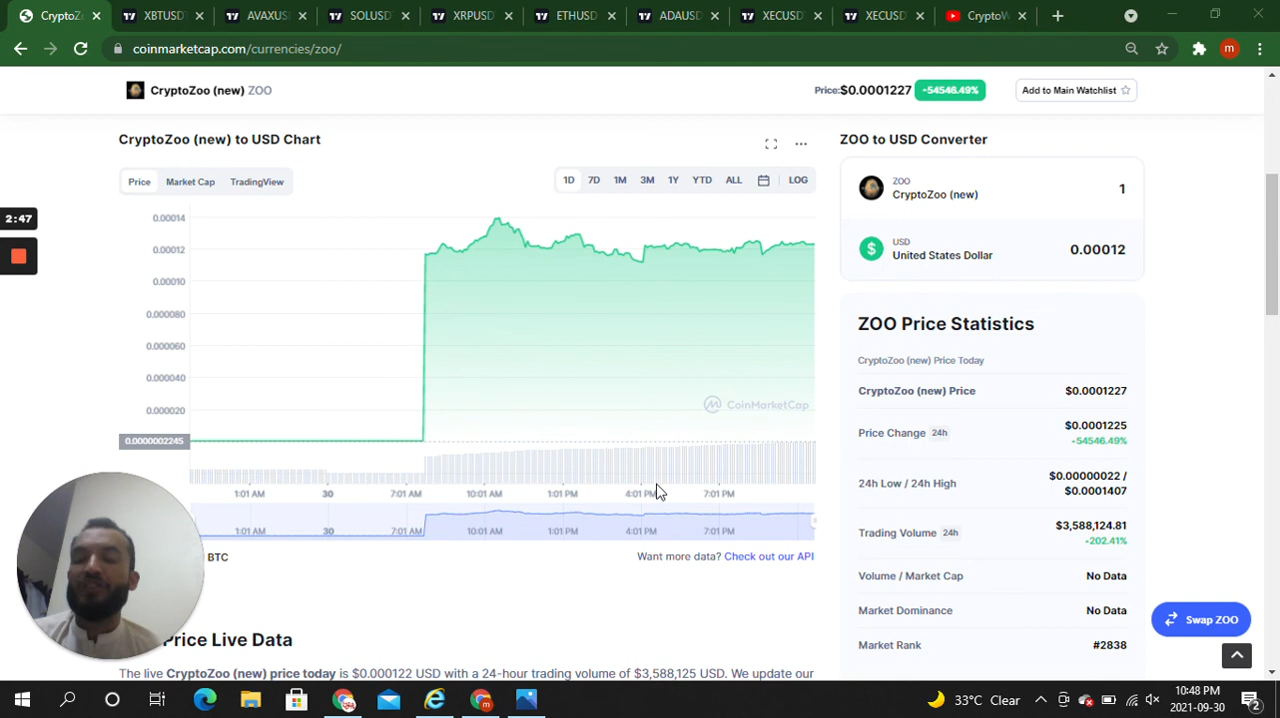 CryptoZo
XBTUSDT
AVAXUS
SOLUSDT
XRPUSD
ETHUSD
ADAUSD
XECUSD
XECUSD
CryptoW
coinmarketcap.com/currencies/zoo/
m
CryptoZoo (new) ZOO
Price:$0.0001227 -54546.49%
Add to Main Watchlist
CryptoZoo (new) to USD Chart
Price Market Cap TradingView
1D 7D 1M 3M 1Y YTD ALL LOG
2:47
0.00014
0.00012
0.00010
0.000080
0.000060
0.000040
0.000020
0.0000002245
CoinMarketCap
1:01 AM 30 7:01 AM 10:01 AM 1:01 PM 4:01 PM 7:01 PM
1:01 AM 30 7:01 AM 10:01 AM 1:01 PM 4:01 PM 7:01 PM
BTC
Want more data? Check out our API
Price Live Data
The live CryptoZoo (new) price today is $0.000122 USD with a 24-hour trading volume of $3,588,125 USD. We update our
ZOO to USD Converter
ZOO
CryptoZoo (new) 1
USD
United States Dollar 0.00012
ZOO Price Statistics
CryptoZoo (new) Price Today
CryptoZoo (new) Price $0.0001227
Price Change 24h $0.0001225
-54546.49%
24h Low / 24h High $0.00000022 /
$0.0001407
Trading Volume 24h $3,588,124.81
-202.41%
Volume / Market Cap No Data
Market Dominance No Data
Market Rank #2838
Swap ZOO
33°C Clear
10:48 PM
2021-09-30
2